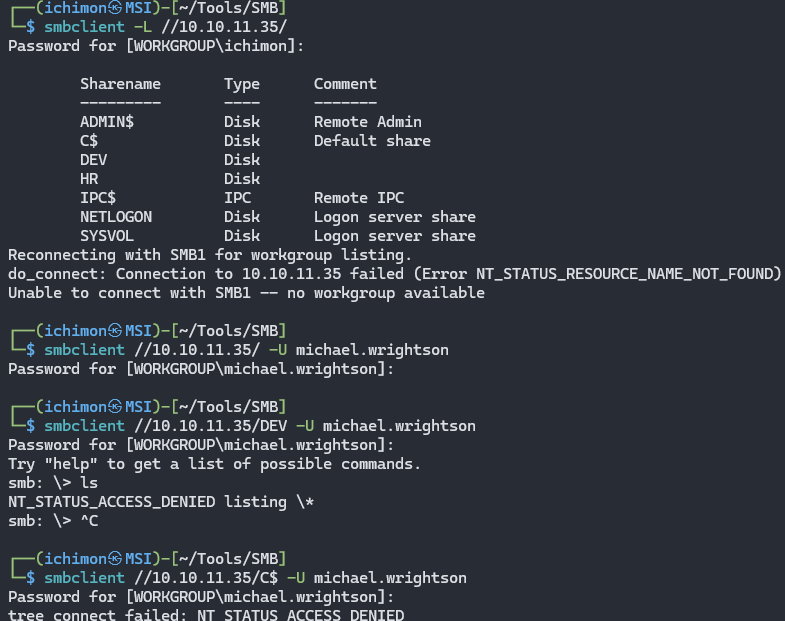 ┌──(ichimon㉿MSI)-[~/Tools/SMB]
└─$ smbclient -L //10.10.11.35/
Password for [WORKGROUP\ichimon]:
Sharename       Type      Comment
---------       ----      -------
ADMIN$          Disk      Remote Admin
C$              Disk      Default share
DEV             Disk
HR              Disk
IPC$            IPC       Remote IPC
NETLOGON        Disk      Logon server share
SYSVOL          Disk      Logon server share
Reconnecting with SMB1 for workgroup listing.
do_connect: Connection to 10.10.11.35 failed (Error NT_STATUS_RESOURCE_NAME_NOT_FOUND)
Unable to connect with SMB1 -- no workgroup available
┌──(ichimon㉿MSI)-[~/Tools/SMB]
└─$ smbclient //10.10.11.35/ -U michael.wrightson
Password for [WORKGROUP\michael.wrightson]:
┌──(ichimon㉿MSI)-[~/Tools/SMB]
└─$ smbclient //10.10.11.35/DEV -U michael.wrightson
Password for [WORKGROUP\michael.wrightson]:
Try "help" to get a list of possible commands.
smb: \> ls
NT_STATUS_ACCESS_DENIED listing \*
smb: \> ^C
┌──(ichimon㉿MSI)-[~/Tools/SMB]
└─$ smbclient //10.10.11.35/C$ -U michael.wrightson
Password for [WORKGROUP\michael.wrightson]:
tree connect failed: NT_STATUS_ACCESS_DENIED